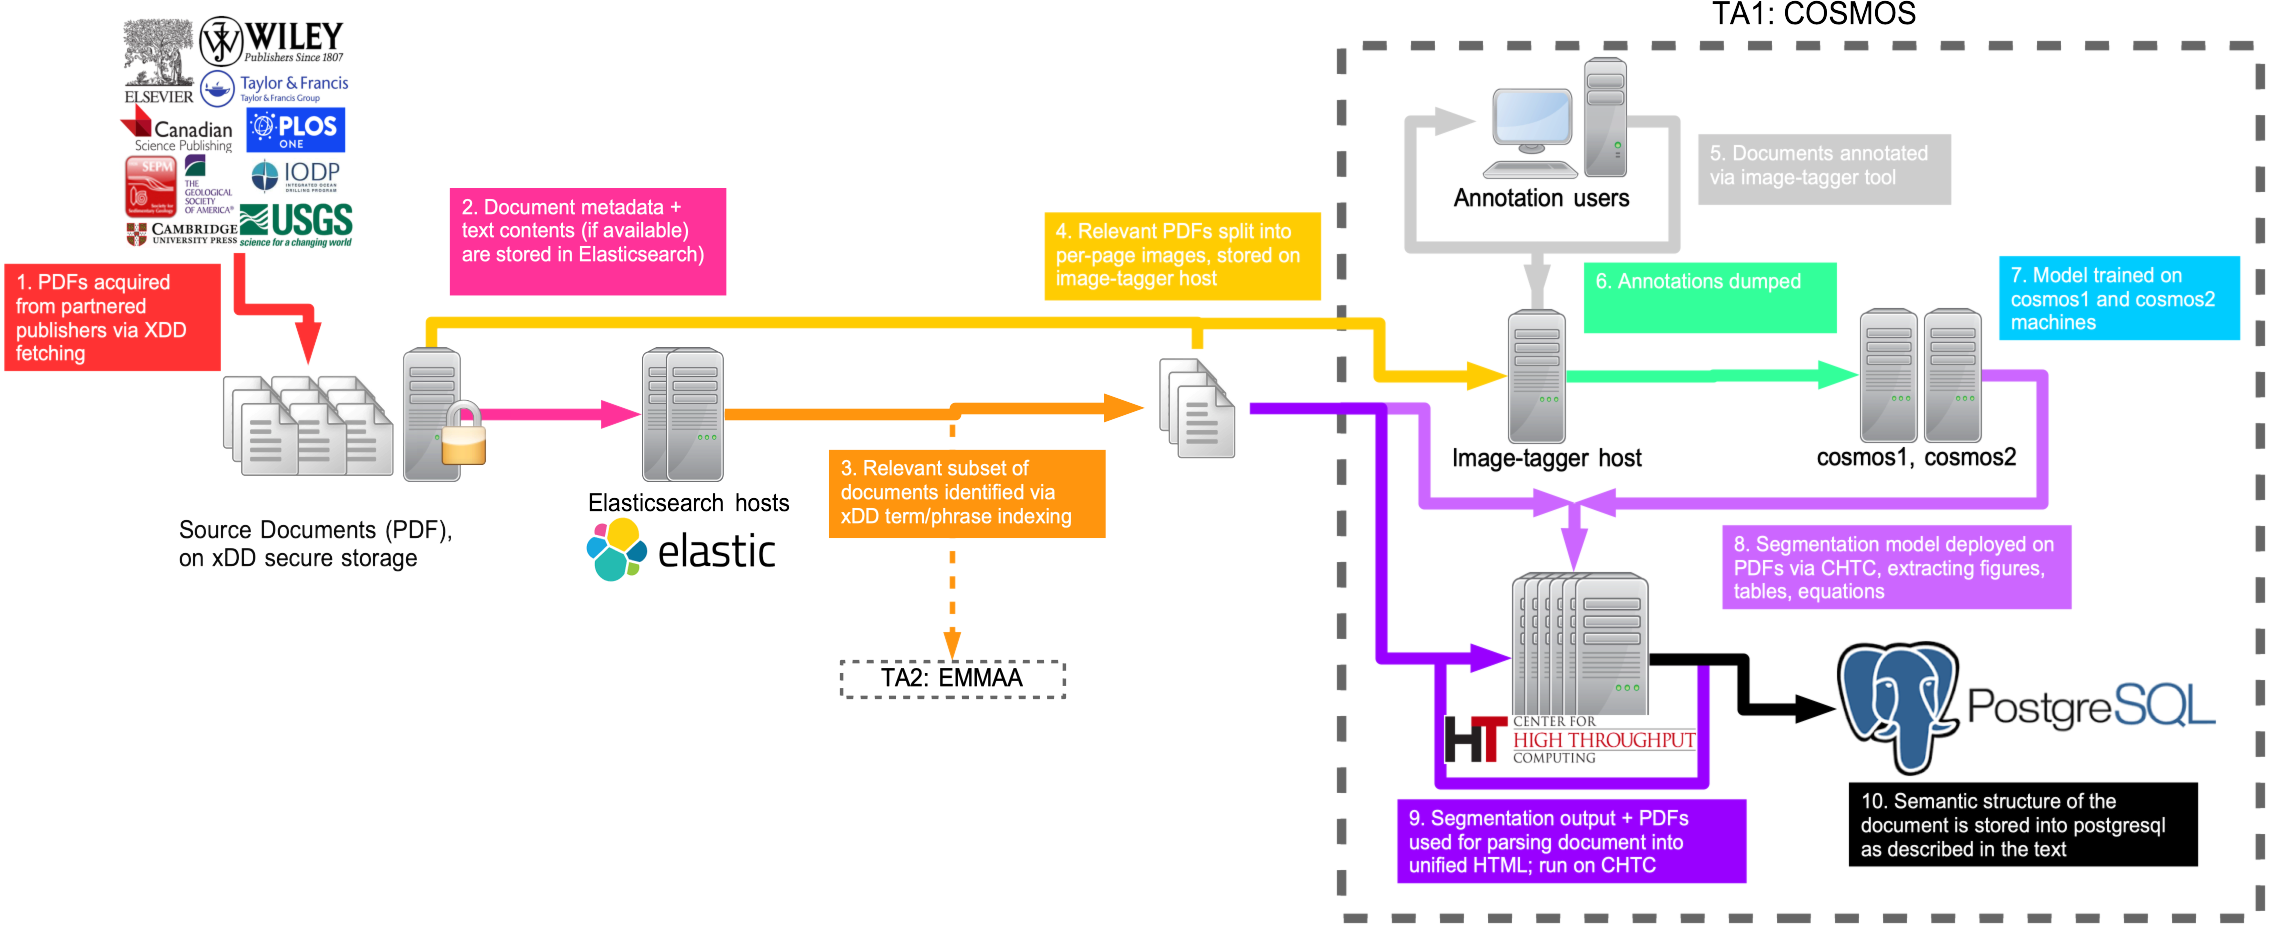 TA1: COSMOS
WILEY
Publishers Since 1807
ELSEVIER
Taylor & Francis
Taylor & Francis Group
Canadian
Science Publishing
PLOS
ONE
SEPM
Society for
Sedimentary Geology
THE
GEOLOGICAL
SOCIETY
OF AMERICA®
IODP
INTEGRATED OCEAN
DRILLING PROGRAM
CAMBRIDGE
UNIVERSITY PRESS
USGS
science for a changing world
1. PDFs acquired
from partnered
publishers via XDD
fetching
2. Document metadata +
text contents (if available)
are stored in Elasticsearch)
4. Relevant PDFs split into
per-page images, stored on
image-tagger host
Annotation users
5. Documents annotated
via image-tagger tool
6. Annotations dumped
7. Model trained on
cosmos1 and cosmos2
machines
Source Documents (PDF),
on xDD secure storage
Elasticsearch hosts
elastic
3. Relevant subset of
documents identified via
xDD term/phrase indexing
TA2: EMMAA
Image-tagger host
cosmos1, cosmos2
8. Segmentation model deployed on
PDFs via CHTC, extracting figures,
tables, equations
HT
CENTER FOR
HIGH THROUGHPUT
COMPUTING
PostgreSQL
9. Segmentation output + PDFs
used for parsing document into
unified HTML; run on CHTC
10. Semantic structure of the
document is stored into postgresql
as described in the text